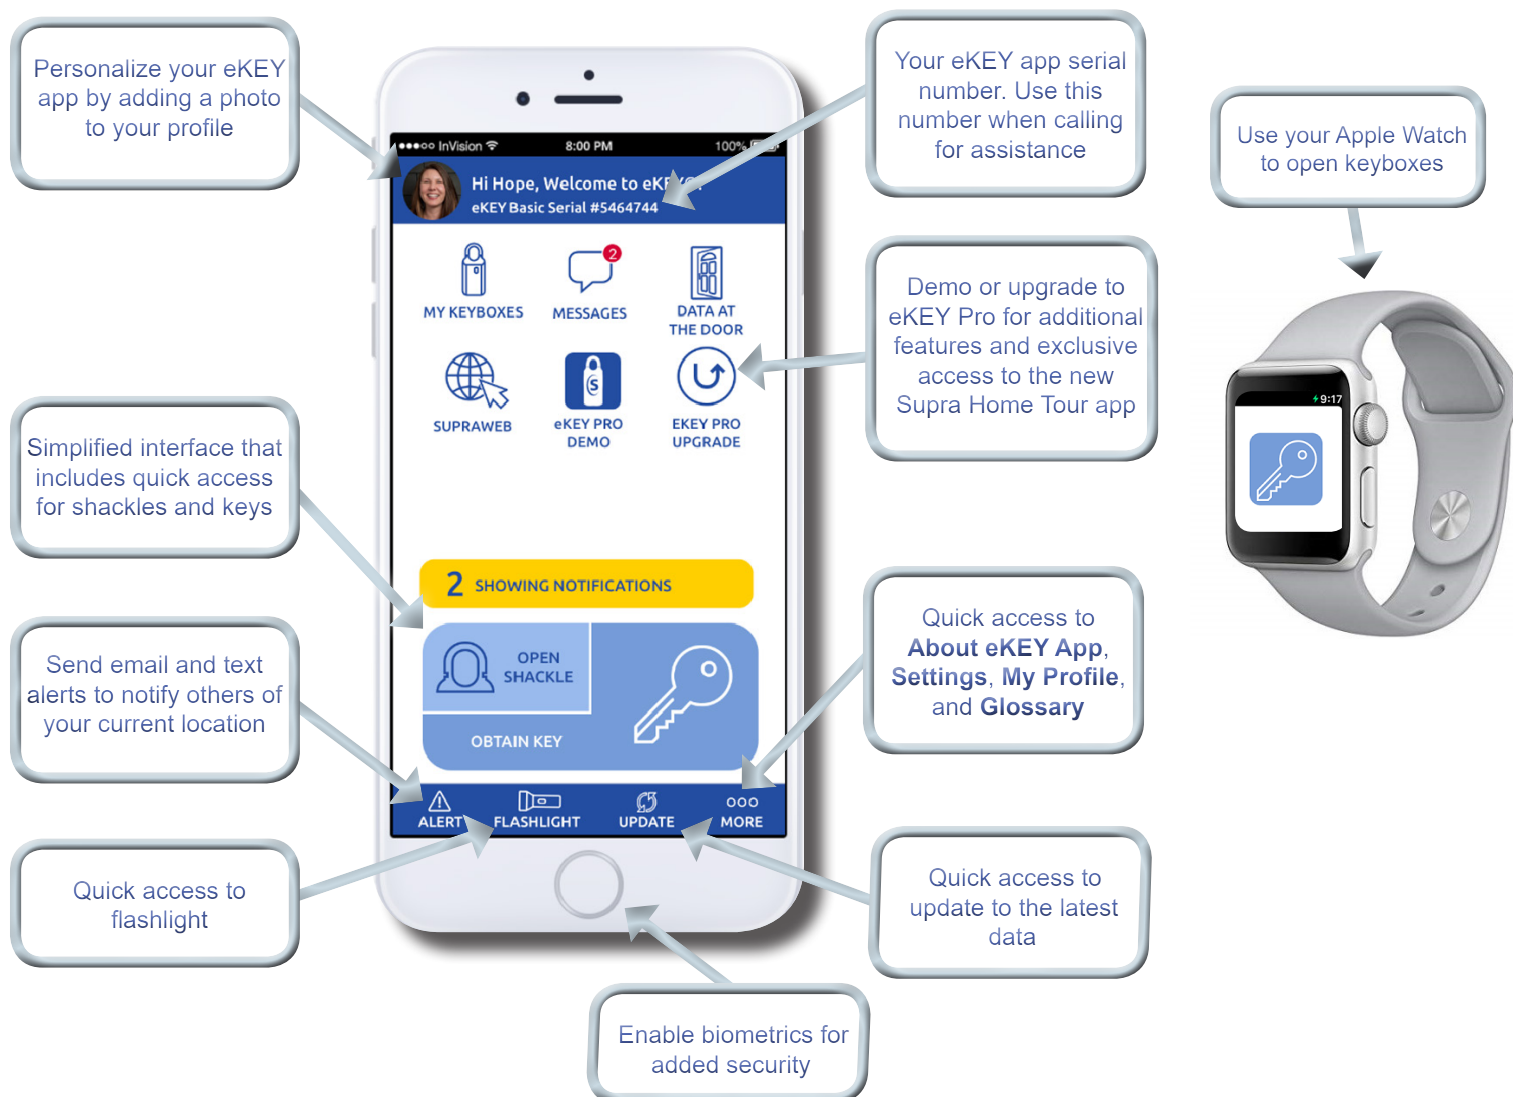 Personalize your eKEY
app by adding a photo
to your profile
Your eKEY app serial
number. Use this
number when calling
for assistance
Use your Apple Watch
to open keyboxes
InVision
8:00 PM
100%
Hi Hope, Welcome to
eKEY Basic Serial #5464744
MY KEYBOXES
2
MESSAGES
DATA AT
THE DOOR
Demo or upgrade to
eKEY Pro for additional
features and exclusive
access to the new
Supra Home Tour app
SUPRAWEB
S
eKEY PRO
DEMO
EKEY PRO
UPGRADE
9:17
Simplified interface that
includes quick access
for shackles and keys
2 SHOWING NOTIFICATIONS
OPEN
SHACKLE
OBTAIN KEY
Send email and text
alerts to notify others of
your current location
Quick access to
About eKEY App,
Settings, My Profile,
and Glossary
ALERT
FLASHLIGHT
UPDATE
MORE
Quick access to
flashlight
Quick access to
update to the latest
data
Enable biometrics for
added security